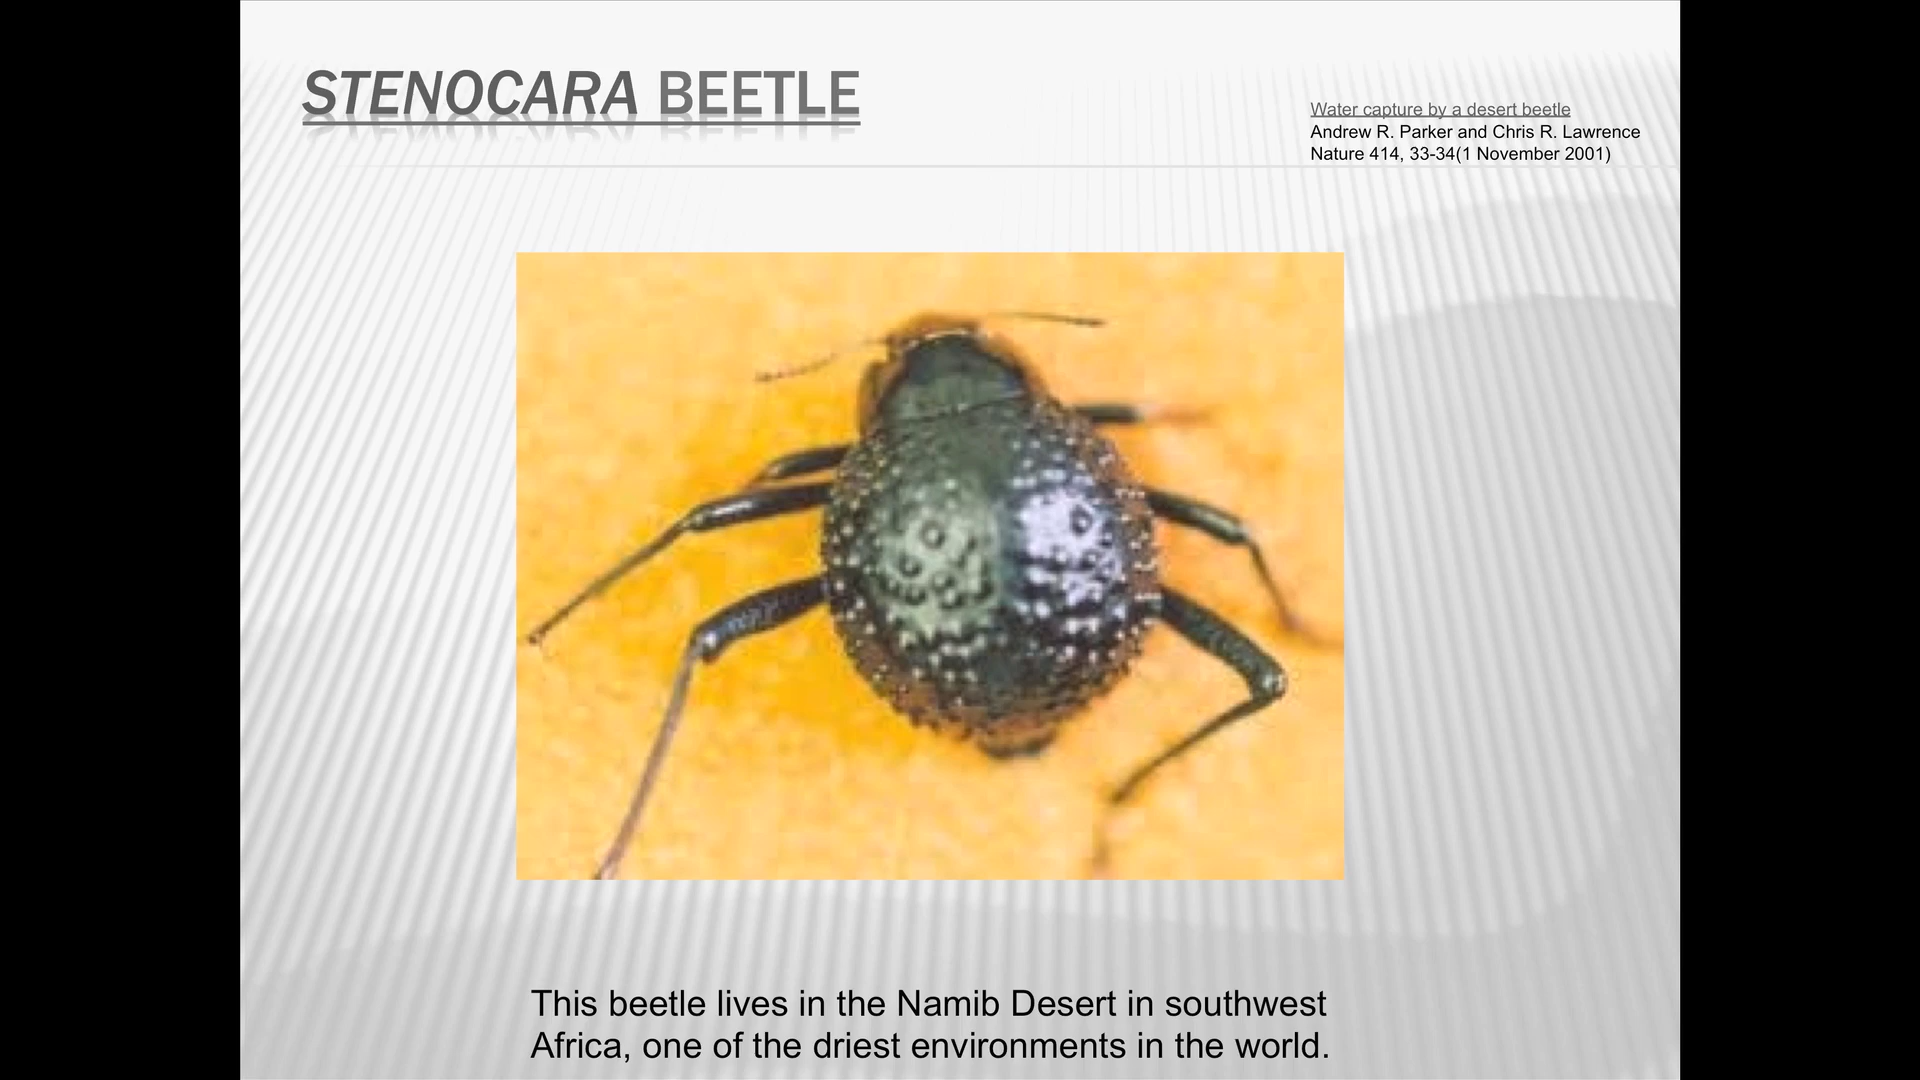 STENOCARA BEETLE
Water capture by a desert beetle
Andrew R. Parker and Chris R. Lawrence
Nature 414, 33-34(1 November 2001)
This beetle lives in the Namib Desert in southwest
Africa, one of the driest environments in the world.